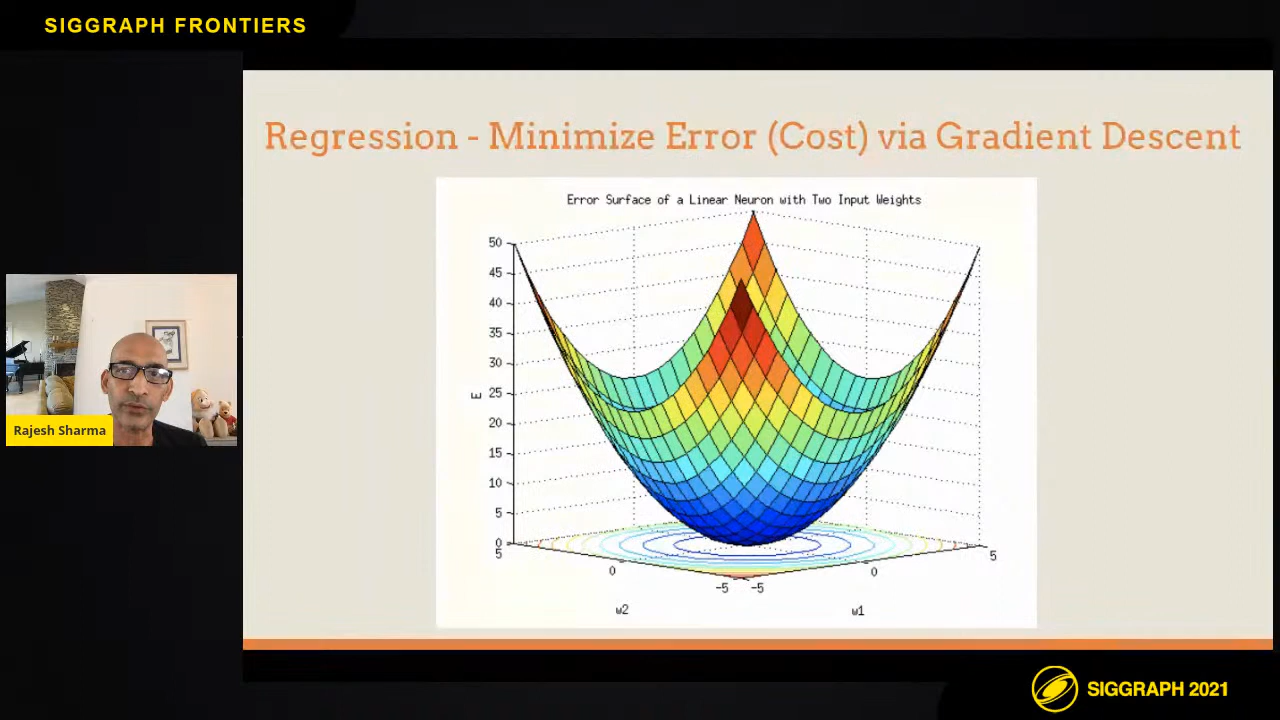 SIGGRAPH FRONTIERS
Regression - Minimize Error (Cost) via Gradient Descent
Error Surface of a Linear Neuron with Two Input Weights
50
45
40
35
30
25
20
15
10
5
0
E
5
0
-5
-5
0
5
w2
w1
Rajesh Sharma
SIGGRAPH 2021